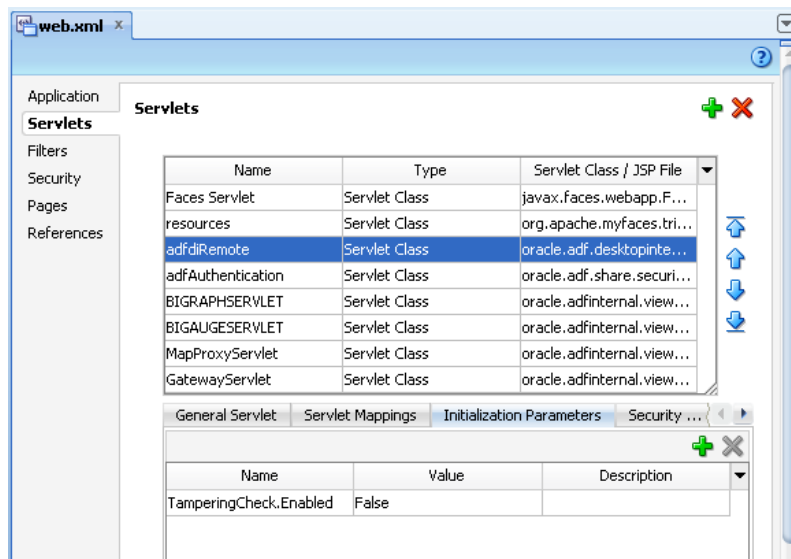 web.xml
Application
Servlets
Filters
Security
Pages
References
Servlets
Name Type Servlet Class / JSP File
Faces Servlet Servlet Class javax.faces.webapp.F...
resources Servlet Class org.apache.myfaces.tri...
adfdiRemote Servlet Class oracle.adf.desktopinte...
adfAuthentication Servlet Class oracle.adf.share.securi...
BIGRAPHSERVLET Servlet Class oracle.adfinternal.view...
BIGAUGESERVLET Servlet Class oracle.adfinternal.view...
MapProxyServlet Servlet Class oracle.adfinternal.view...
GatewayServlet Servlet Class oracle.adfinternal.view...
General Servlet Servlet Mappings Initialization Parameters Security ...
Name Value Description
TamperingCheck.Enabled False